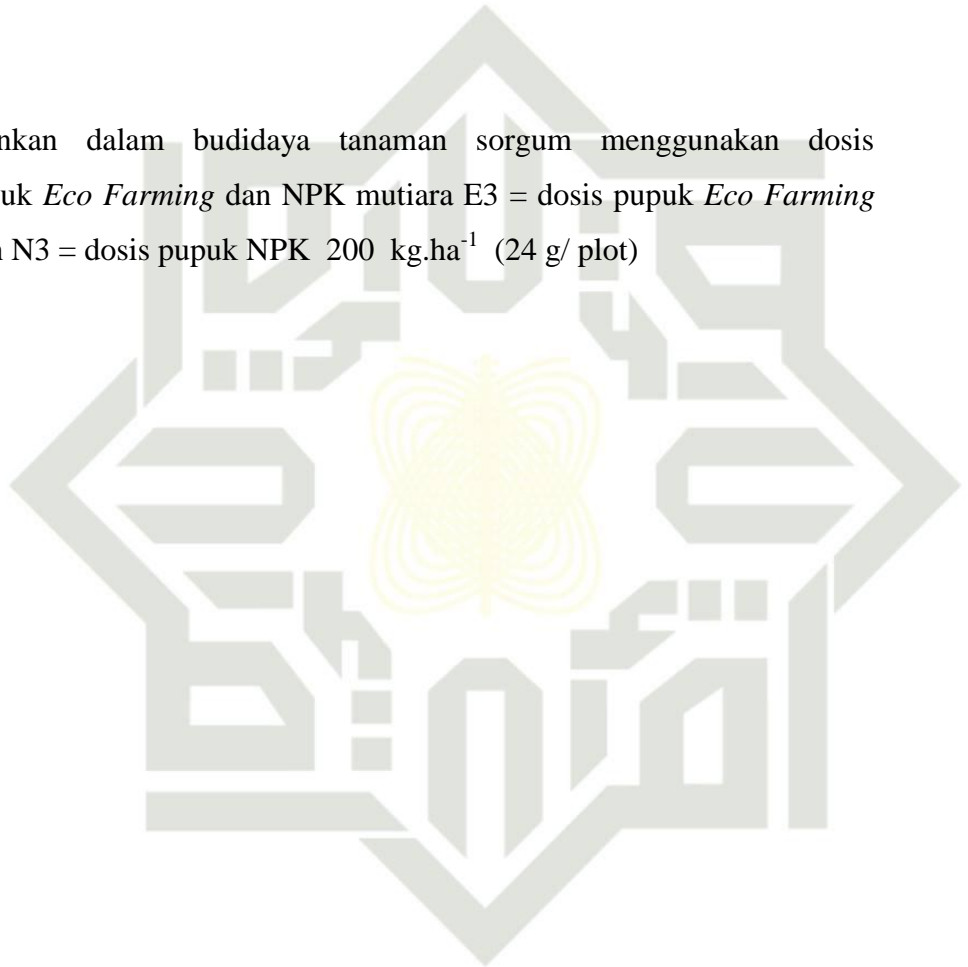 nkan dalam budidaya tanaman sorgum menggunakan dosis
uk Eco Farming dan NPK mutiara E3 = dosis pupuk Eco Farming
N3 = dosis pupuk NPK 200 kg.ha⁻¹ (24 g/ plot)